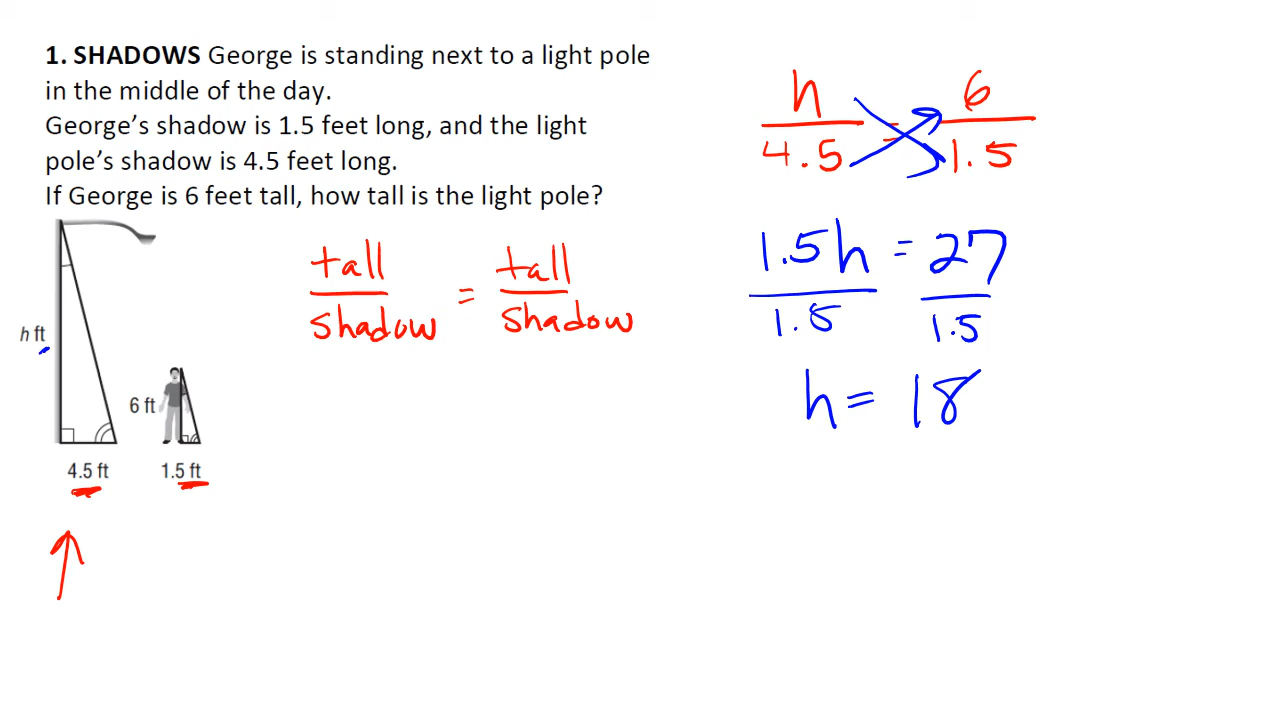 1. SHADOWS George is standing next to a light pole
in the middle of the day.
George’s shadow is 1.5 feet long, and the light
pole’s shadow is 4.5 feet long.
If George is 6 feet tall, how tall is the light pole?
h ft
6 ft
4.5 ft
1.5 ft
tall = tall
shadow shadow
h = 6
4.5 1.5
1.5h = 27
1.5 1.5
h = 18